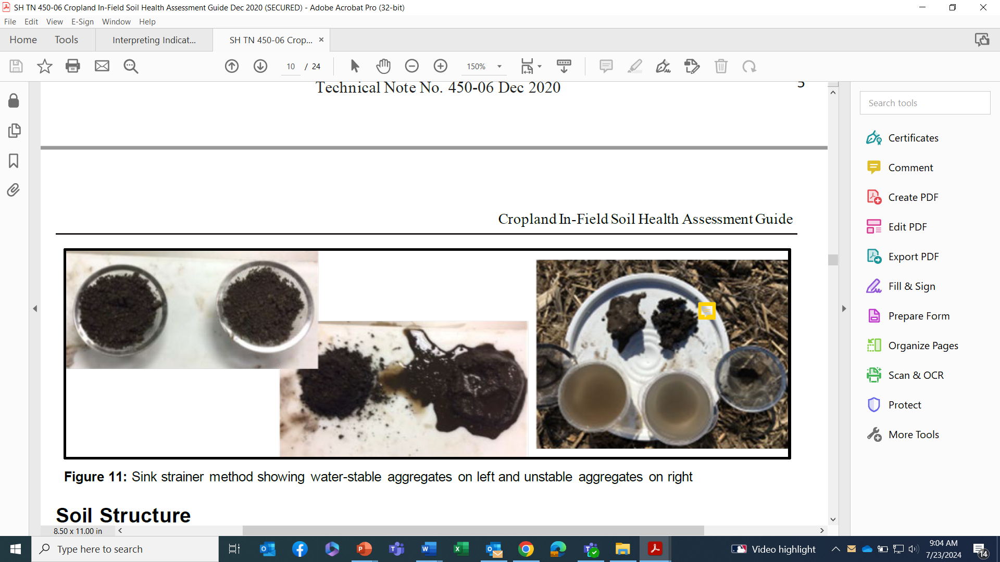 SH TN 450-06 Cropland In-Field Soil Health Assessment Guide Dec 2020 (SECURED) - Adobe Acrobat Pro (32-bit)
File Edit View E-Sign Window Help
Home Tools Interpreting Indicat... SH TN 450-06 Crop... ×
10 / 24 150%
Technical Note No. 450-06 Dec 2020 5
Search tools
Certificates
Comment
Create PDF
Edit PDF
Export PDF
Fill & Sign
Prepare Form
Organize Pages
Scan & OCR
Protect
More Tools
Cropland In-Field Soil Health Assessment Guide
Figure 11: Sink strainer method showing water-stable aggregates on left and unstable aggregates on right
Soil Structure
8.50 x 11.00 in
Type here to search
Video highlight
9:04 AM
7/23/2024
14